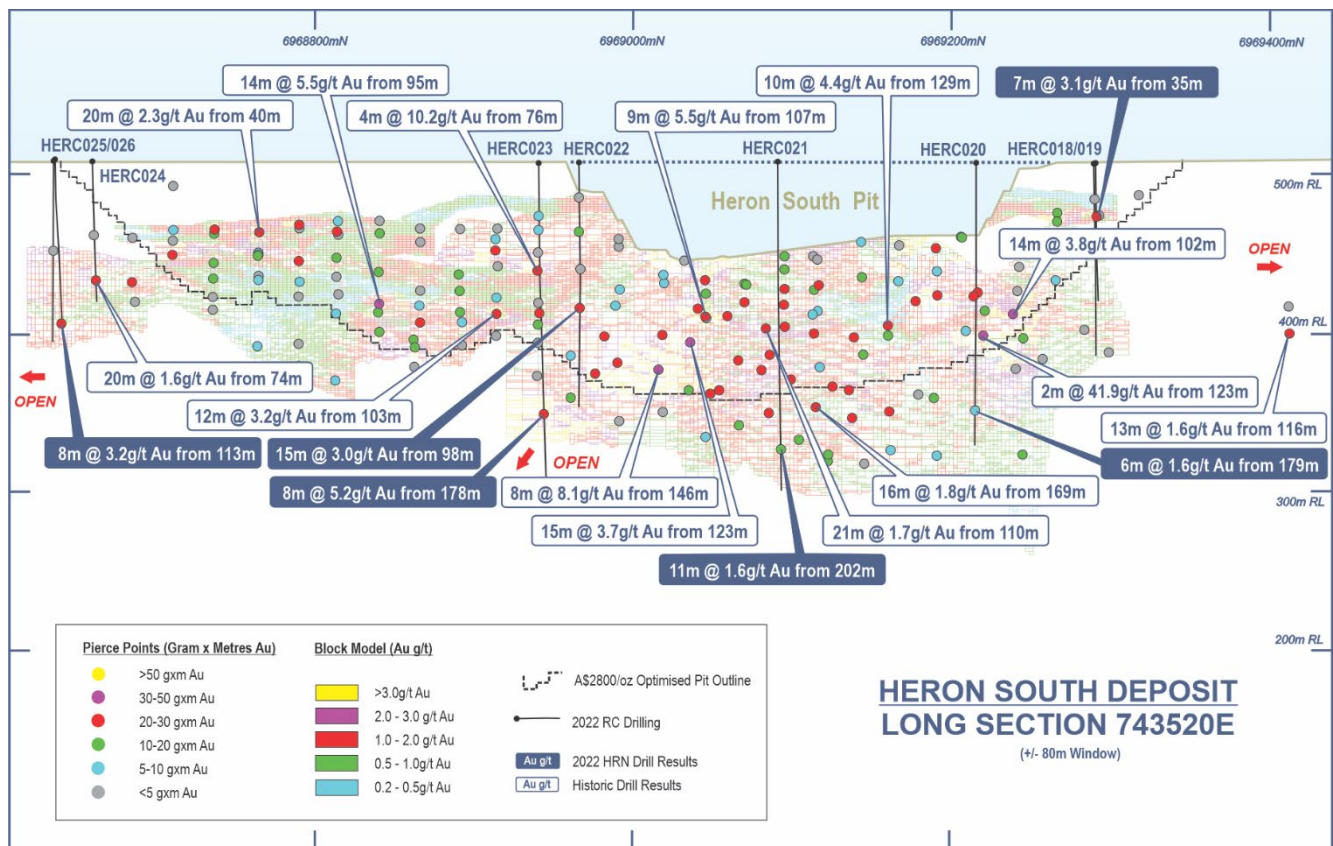 6968800mN
6969000mN
6969200mN
6969400mN
14m @ 5.5g/t Au from 95m
10m @ 4.4g/t Au from 129m
7m @ 3.1g/t Au from 35m
20m @ 2.3g/t Au from 40m
4m @ 10.2g/t Au from 76m
9m @ 5.5g/t Au from 107m
HERC025/026
HERC024
HERC023
HERC022
HERC021
HERC020
HERC018/019
500m RL
Heron South Pit
14m @ 3.8g/t Au from 102m
OPEN
400m RL
20m @ 1.6g/t Au from 74m
OPEN
12m @ 3.2g/t Au from 103m
2m @ 41.9g/t Au from 123m
13m @ 1.6g/t Au from 116m
8m @ 3.2g/t Au from 113m
15m @ 3.0g/t Au from 98m
OPEN
6m @ 1.6g/t Au from 179m
8m @ 5.2g/t Au from 178m
8m @ 8.1g/t Au from 146m
16m @ 1.8g/t Au from 169m
300m RL
15m @ 3.7g/t Au from 123m
21m @ 1.7g/t Au from 110m
11m @ 1.6g/t Au from 202m
200m RL
Pierce Points (Gram x Metres Au)
>50 gxm Au
30-50 gxm Au
20-30 gxm Au
10-20 gxm Au
5-10 gxm Au
<5 gxm Au
Block Model (Au g/t)
>3.0g/t Au
2.0 - 3.0 g/t Au
1.0 - 2.0 g/t Au
0.5 - 1.0g/t Au
0.2 - 0.5g/t Au
A$2800/oz Optimised Pit Outline
2022 RC Drilling
Au g/t 2022 HRN Drill Results
Au g/t Historic Drill Results
HERON SOUTH DEPOSIT
LONG SECTION 743520E
(+/- 80m Window)